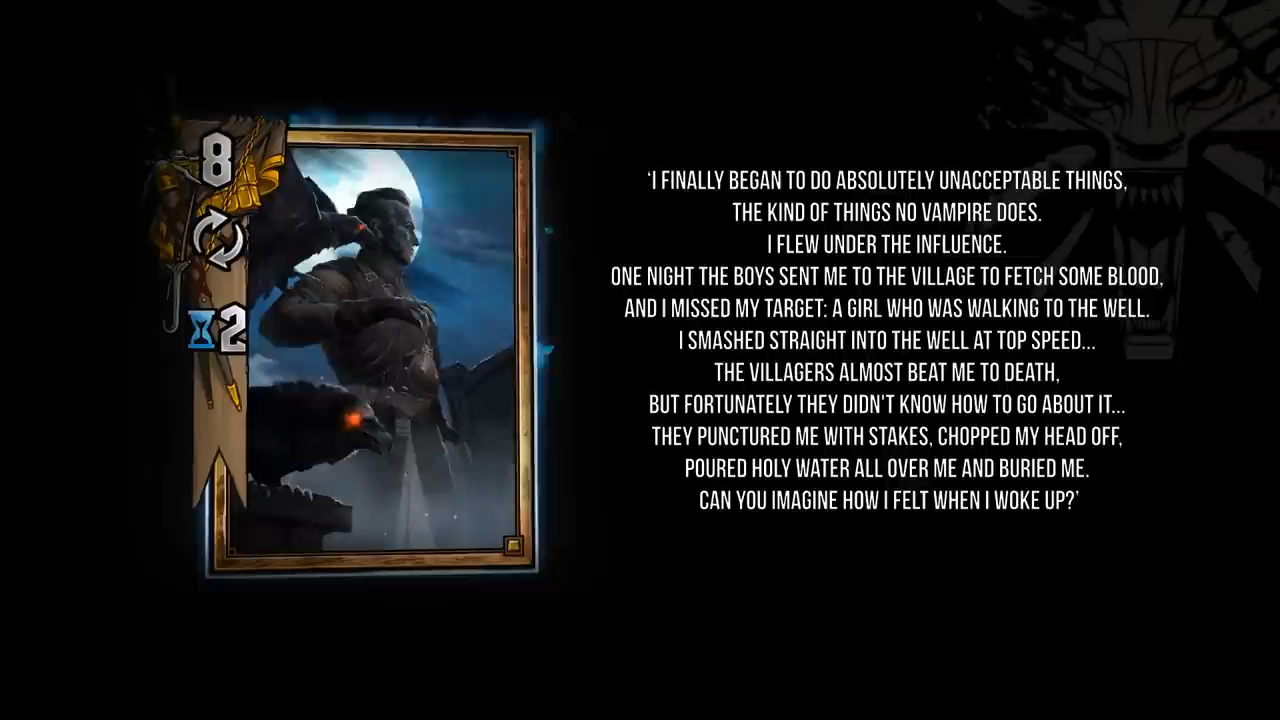 8
2
‘I FINALLY BEGAN TO DO ABSOLUTELY UNACCEPTABLE THINGS,
THE KIND OF THINGS NO VAMPIRE DOES.
I FLEW UNDER THE INFLUENCE.
ONE NIGHT THE BOYS SENT ME TO THE VILLAGE TO FETCH SOME BLOOD,
AND I MISSED MY TARGET: A GIRL WHO WAS WALKING TO THE WELL.
I SMASHED STRAIGHT INTO THE WELL AT TOP SPEED...
THE VILLAGERS ALMOST BEAT ME TO DEATH,
BUT FORTUNATELY THEY DIDN'T KNOW HOW TO GO ABOUT IT...
THEY PUNCTURED ME WITH STAKES, CHOPPED MY HEAD OFF,
POURED HOLY WATER ALL OVER ME AND BURIED ME.
CAN YOU IMAGINE HOW I FELT WHEN I WOKE UP?’